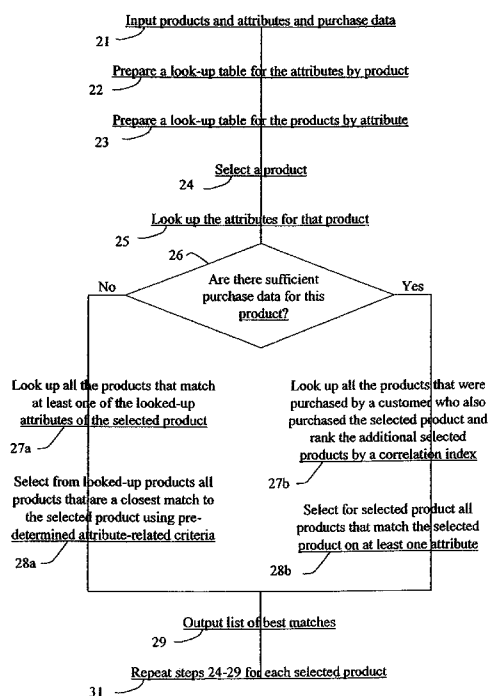 Input products and attributes and purchase data
21
Prepare a look-up table for the attributes by product
22
Prepare a look-up table for the products by attribute
23
Select a product
24
Look up the attributes for that product
25
26
Are there sufficient
purchase data for this
product?
No
Yes
Look up all the products that match
at least one of the looked-up
attributes of the selected product
27a
Select from looked-up products all
products that are a closest match to
the selected product using pre-
determined attribute-related criteria
28a
Look up all the products that were
purchased by a customer who also
purchased the selected product and
rank the additional selected
products by a correlation index
27b
Select for selected product all
products that match the selected
product on at least one attribute
28b
Output list of best matches
29
Repeat steps 24-29 for each selected product
31